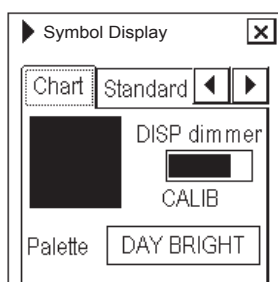 Symbol Display
Chart Standard
DISP dimmer
CALIB
Palette DAY BRIGHT